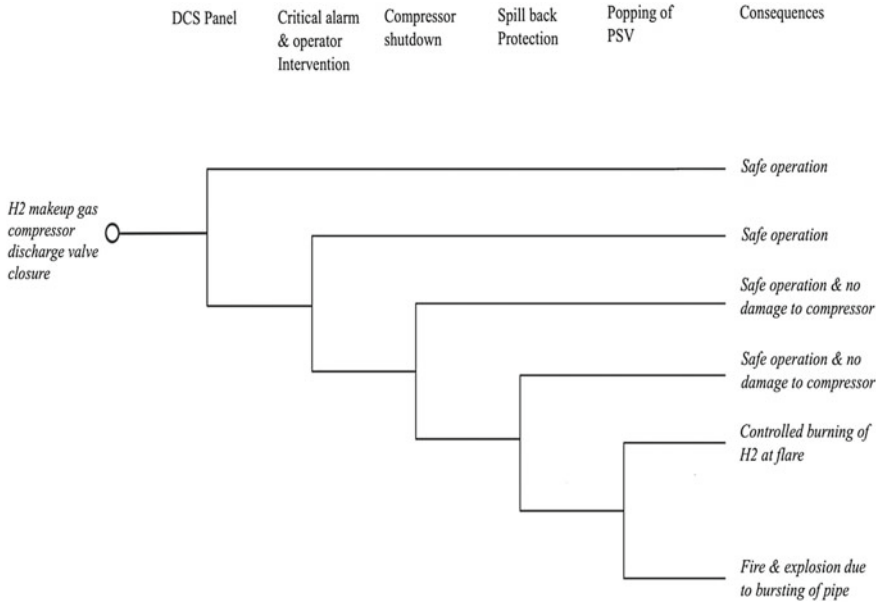 DCS Panel
Critical alarm
& operator
Intervention
Compressor
shutdown
Spill back
Protection
Popping of
PSV
Consequences
Safe operation
H2 makeup gas
compressor
discharge valve
closure
Safe operation
Safe operation & no
damage to compressor
Safe operation & no
damage to compressor
Controlled burning of
H2 at flare
Fire & explosion due
to bursting of pipe